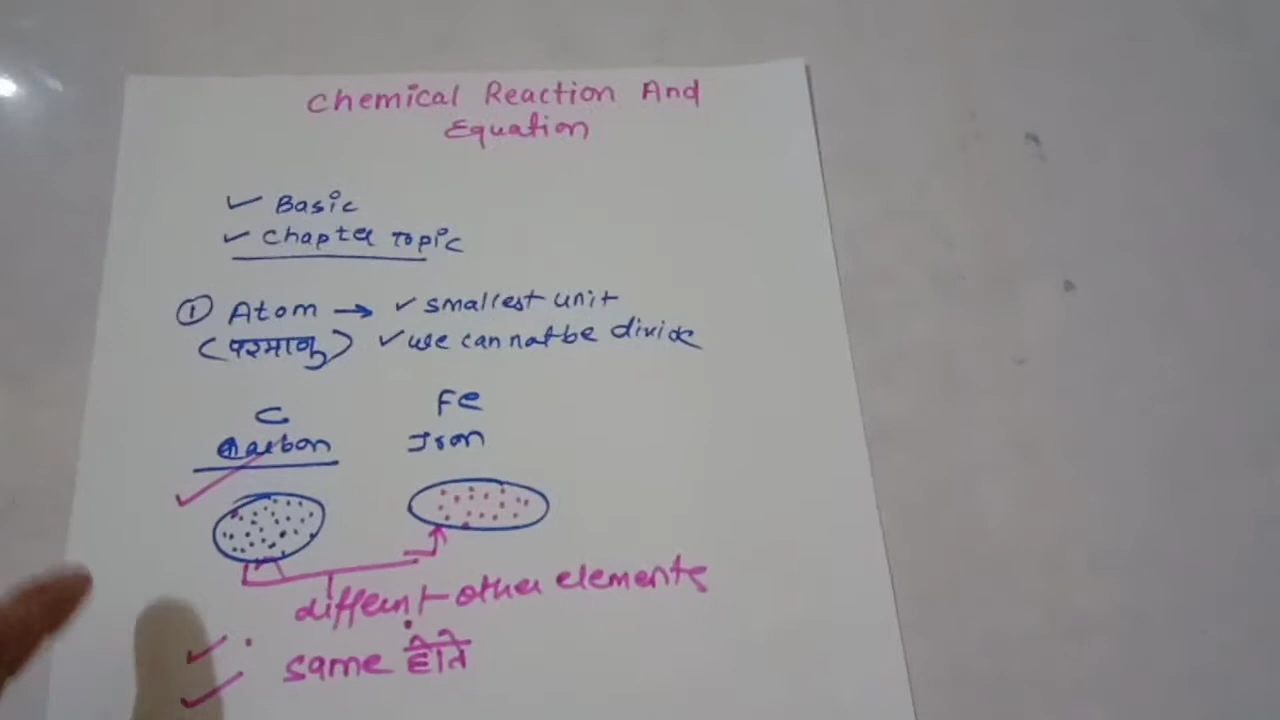 Chemical Reaction And
Equation
✓ Basic
✓ Chapter Topic
① Atom → ✓ smallest unit
(परमाणु) ✓ we can not be divide
C Fe
Carbon Iron
diffent other elements
same होते